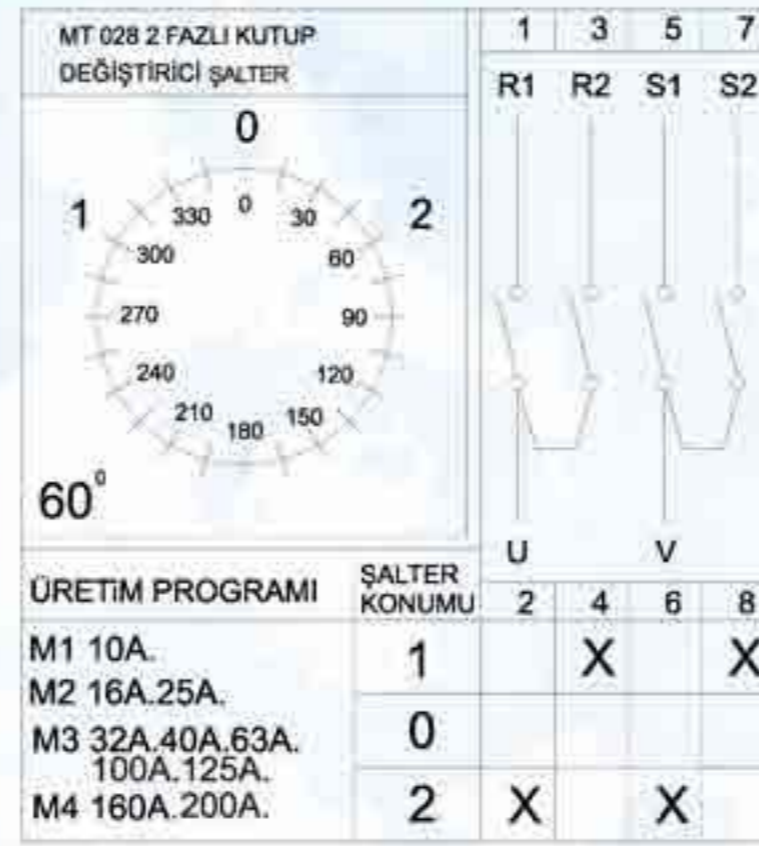 MT 028 2 FAZLI KUTUP
DEĞİŞTİRİCİ ŞALTER
1 3 5 7
R1 R2 S1 S2
0
1 2
330 0 30
300 60
270 90
240 120
210 180 150
60°
U V
ÜRETİM PROGRAMI
ŞALTER
KONUMU
2 4 6 8
M1 10A.
M2 16A.25A.
M3 32A.40A.63A.
100A.125A.
M4 160A.200A.
1 X X
0
2 X X